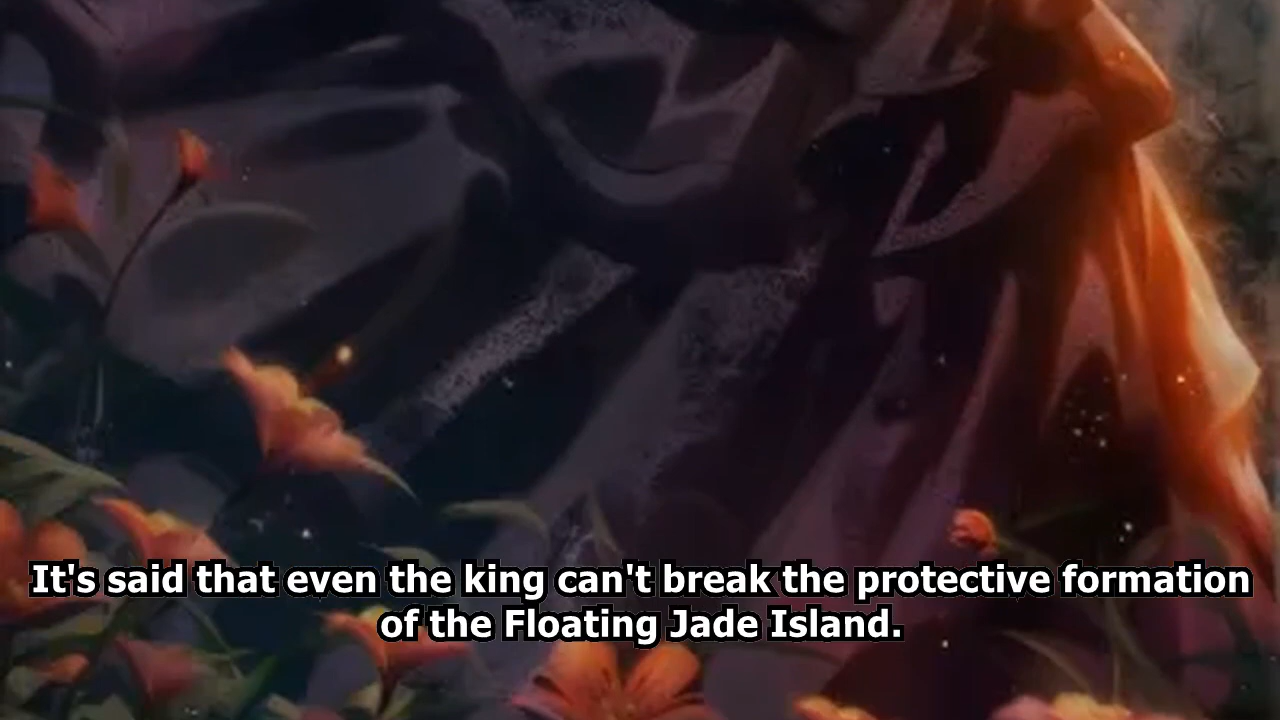 It's said that even the king can't break the protective formation
of the Floating Jade Island.